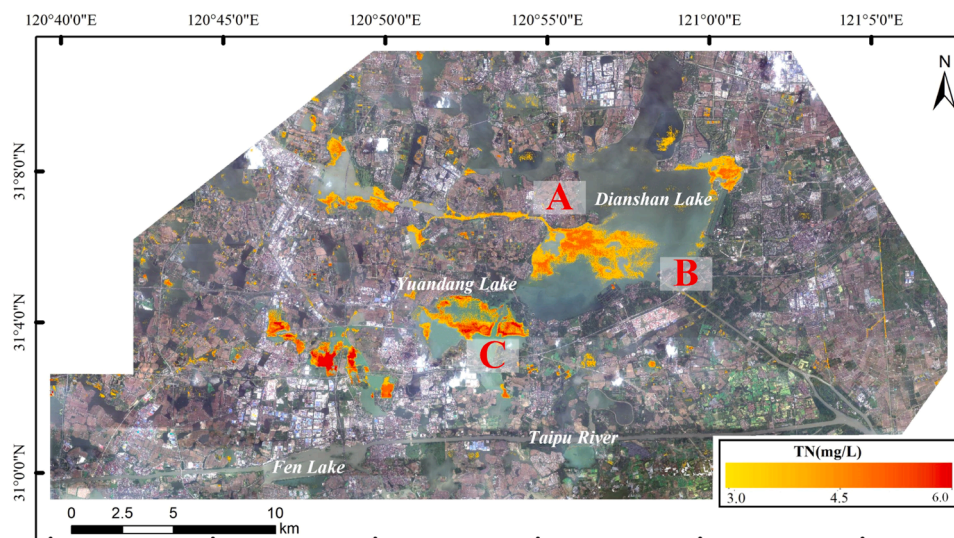 120°40'0"E 120°45'0"E 120°50'0"E 120°55'0"E 121°0'0"E 121°5'0"E
N
31°8'0"N
A
Dianshan Lake
B
Yuandang Lake
31°4'0"N
C
Taipu River
TN(mg/L)
Fen Lake
31°0'0"N
3.0 4.5 6.0
0 2.5 5 10
km